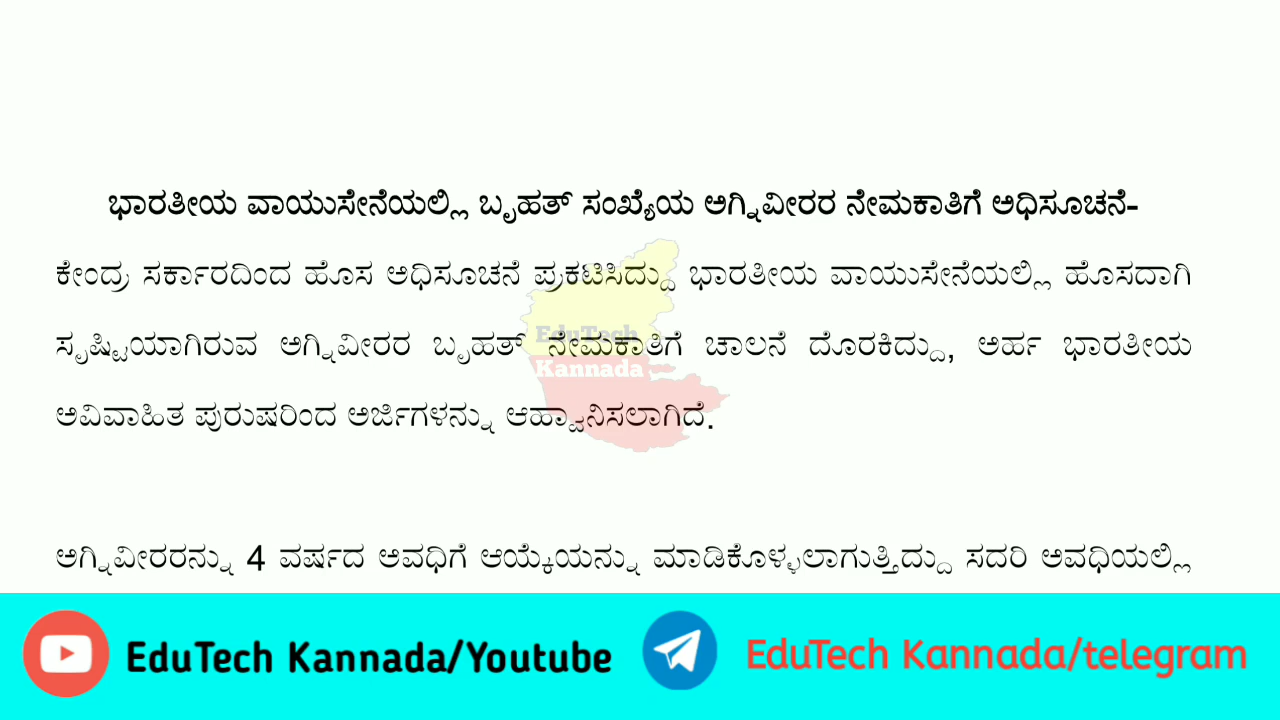 ಭಾರತೀಯ ವಾಯುಸೇನೆಯಲ್ಲಿ ಬೃಹತ್ ಸಂಖ್ಯೆಯ ಅಗ್ನಿವೀರರ ನೇಮಕಾತಿಗೆ ಅಧಿಸೂಚನೆ-
ಕೇಂದ್ರ ಸರ್ಕಾರದಿಂದ ಹೊಸ ಅಧಿಸೂಚನೆ ಪ್ರಕಟಿಸಿದ್ದು ಭಾರತೀಯ ವಾಯುಸೇನೆಯಲ್ಲಿ ಹೊಸದಾಗಿ
ಸೃಷ್ಟಿಯಾಗಿರುವ ಅಗ್ನಿವೀರರ ಬೃಹತ್ ನೇಮಕಾತಿಗೆ ಚಾಲನೆ ದೊರಕಿದ್ದು, ಅರ್ಹ ಭಾರತೀಯ
EduTech
Kannada
ಅವಿವಾಹಿತ ಪುರುಷರಿಂದ ಅರ್ಜಿಗಳನ್ನು ಆಹ್ವಾನಿಸಲಾಗಿದೆ.
ಅಗ್ನಿವೀರರನ್ನು 4 ವರ್ಷದ ಅವಧಿಗೆ ಆಯ್ಕೆಯನ್ನು ಮಾಡಿಕೊಳ್ಳಲಾಗುತ್ತಿದ್ದು ಸದರಿ ಅವಧಿಯಲ್ಲಿ
EduTech Kannada/Youtube
EduTech Kannada/telegram